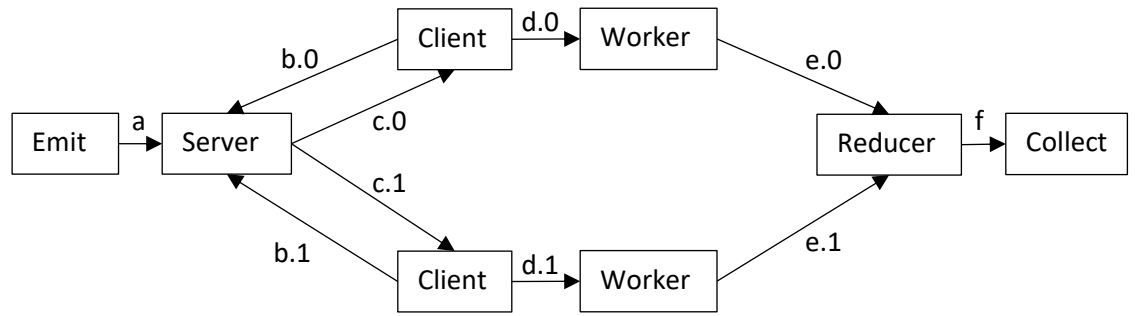 Client
d.0
Worker
b.0
e.0
Emit
a
Server
c.0
Reducer
f
Collect
c.1
b.1
Client
d.1
Worker
e.1